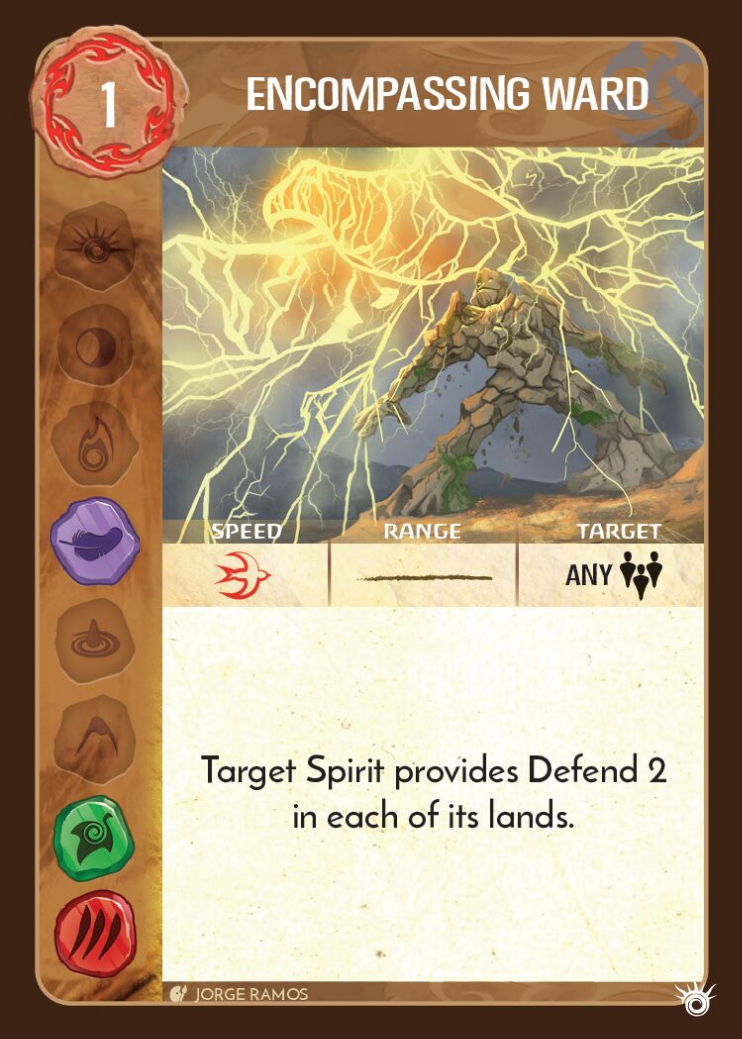 1
ENCOMPASSING WARD
SPEED
RANGE
TARGET
ANY
Target Spirit provides Defend 2
in each of its lands.
JORGE RAMOS